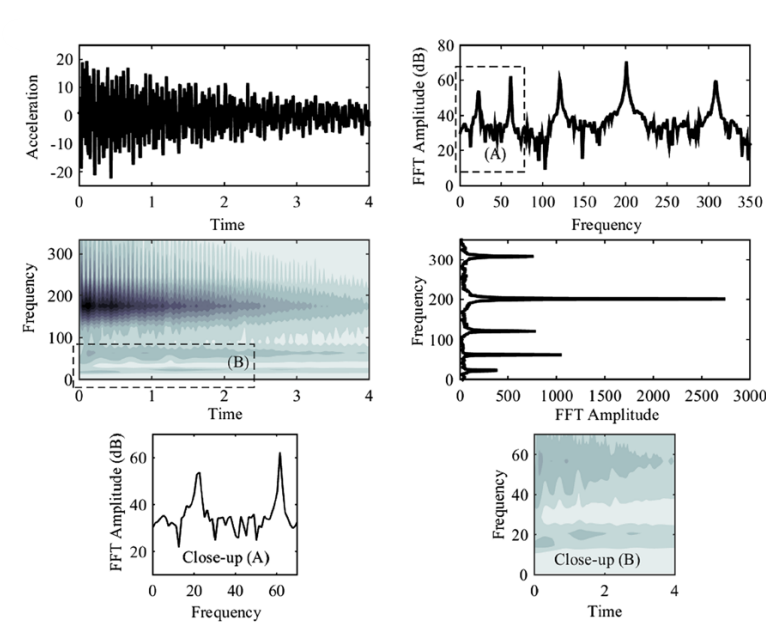 20
10
0
-10
-20
Acceleration
0 1 2 3 4
Time
80
60
40
20
0
FFT Amplitude (dB)
(A)
0 50 100 150 200 250 300 350
Frequency
300
200
100
0
Frequency
(B)
0 1 2 3 4
Time
300
200
100
0
Frequency
0 500 1000 1500 2000 2500 3000
FFT Amplitude
60
40
20
FFT Amplitude (dB)
Close-up (A)
0 20 40 60
Frequency
60
40
20
0
Frequency
Close-up (B)
0 2 4
Time